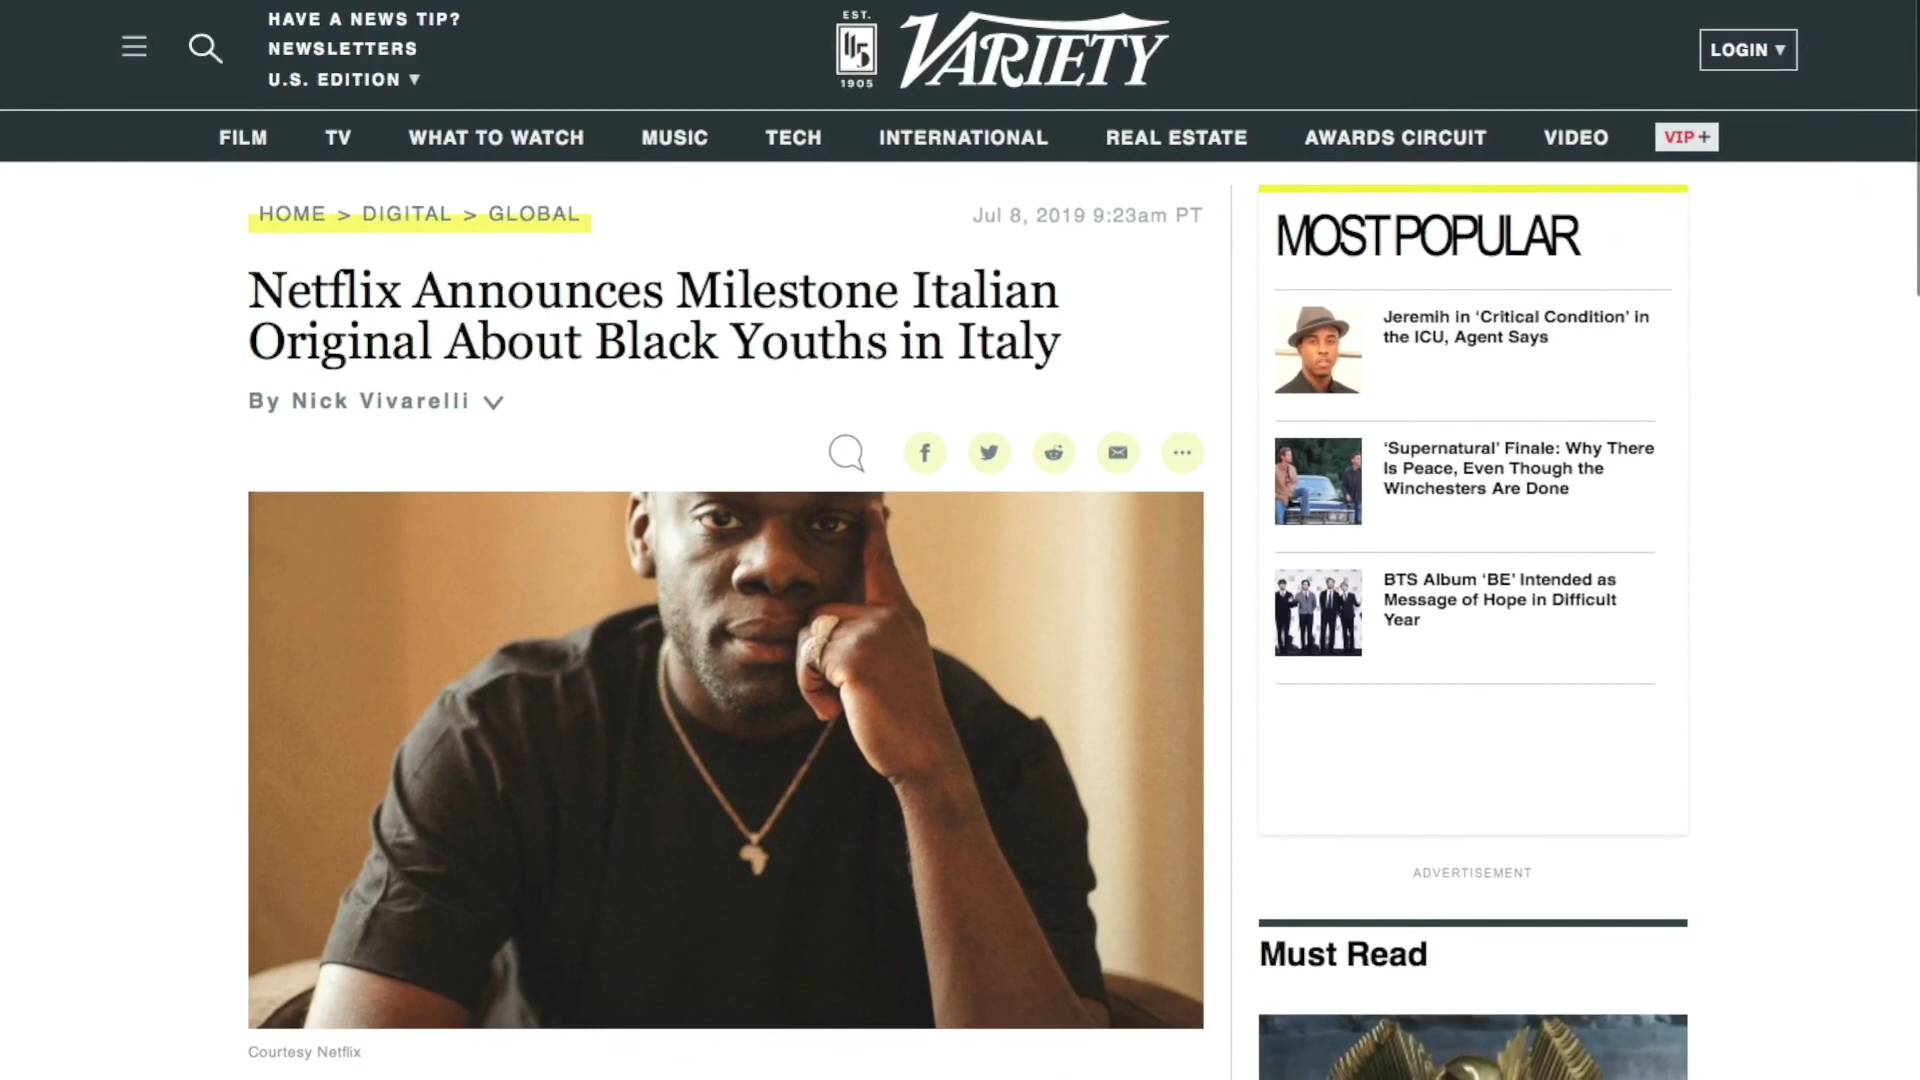 HAVE A NEWS TIP?
NEWSLETTERS
U.S. EDITION ▼
EST.
115
1905
VARIETY
LOGIN ▼
FILM TV WHAT TO WATCH MUSIC TECH INTERNATIONAL REAL ESTATE AWARDS CIRCUIT VIDEO VIP+
HOME > DIGITAL > GLOBAL
Jul 8, 2019 9:23am PT
Netflix Announces Milestone Italian
Original About Black Youths in Italy
By Nick Vivarelli
Courtesy Netflix
MOST POPULAR
Jeremih in ‘Critical Condition’ in
the ICU, Agent Says
‘Supernatural’ Finale: Why There
Is Peace, Even Though the
Winchesters Are Done
BTS Album ‘BE’ Intended as
Message of Hope in Difficult
Year
ADVERTISEMENT
Must Read